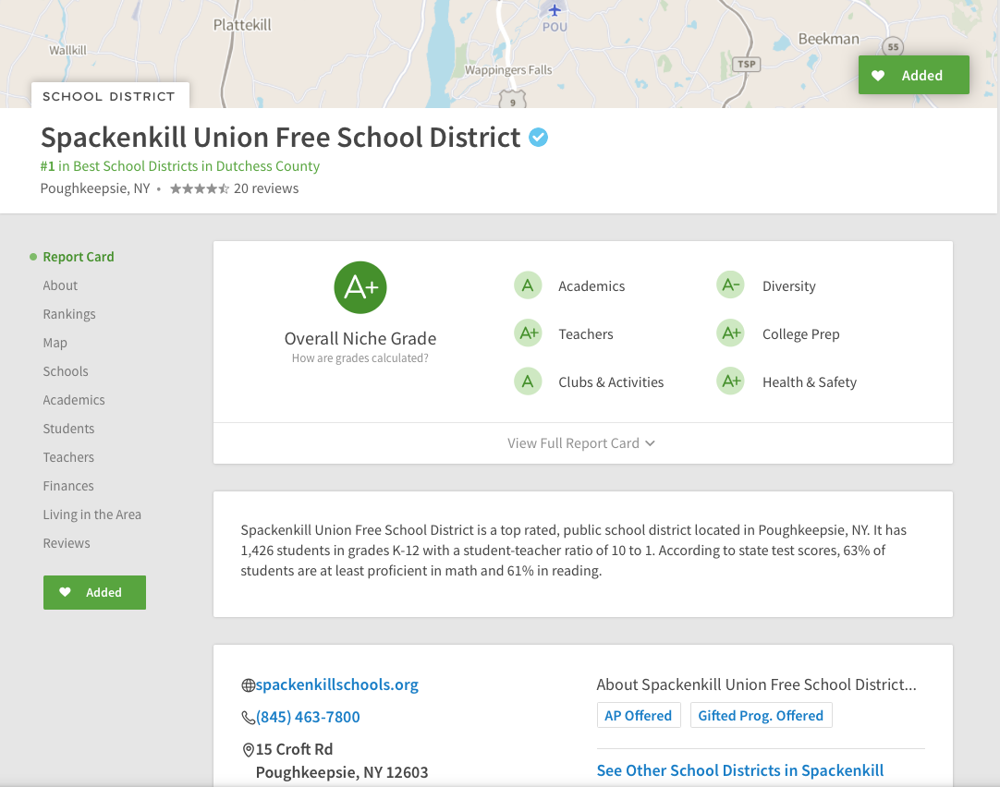 Plattekill
POU
Wallkill
Beekman
55
TSP
Wappingers Falls
9
Added
SCHOOL DISTRICT
Spackenkill Union Free School District
#1 in Best School Districts in Dutchess County
Poughkeepsie, NY • 20 reviews
Report Card
About
Rankings
Map
Schools
Academics
Students
Teachers
Finances
Living in the Area
Reviews
Added
A+
Overall Niche Grade
How are grades calculated?
A Academics
A- Diversity
A+ Teachers
A+ College Prep
A Clubs & Activities
A+ Health & Safety
View Full Report Card
Spackenkill Union Free School District is a top rated, public school district located in Poughkeepsie, NY. It has
1,426 students in grades K-12 with a student-teacher ratio of 10 to 1. According to state test scores, 63% of
students are at least proficient in math and 61% in reading.
spackenkillschools.org
(845) 463-7800
15 Croft Rd
Poughkeepsie, NY 12603
About Spackenkill Union Free School District...
AP Offered
Gifted Prog. Offered
See Other School Districts in Spackenkill